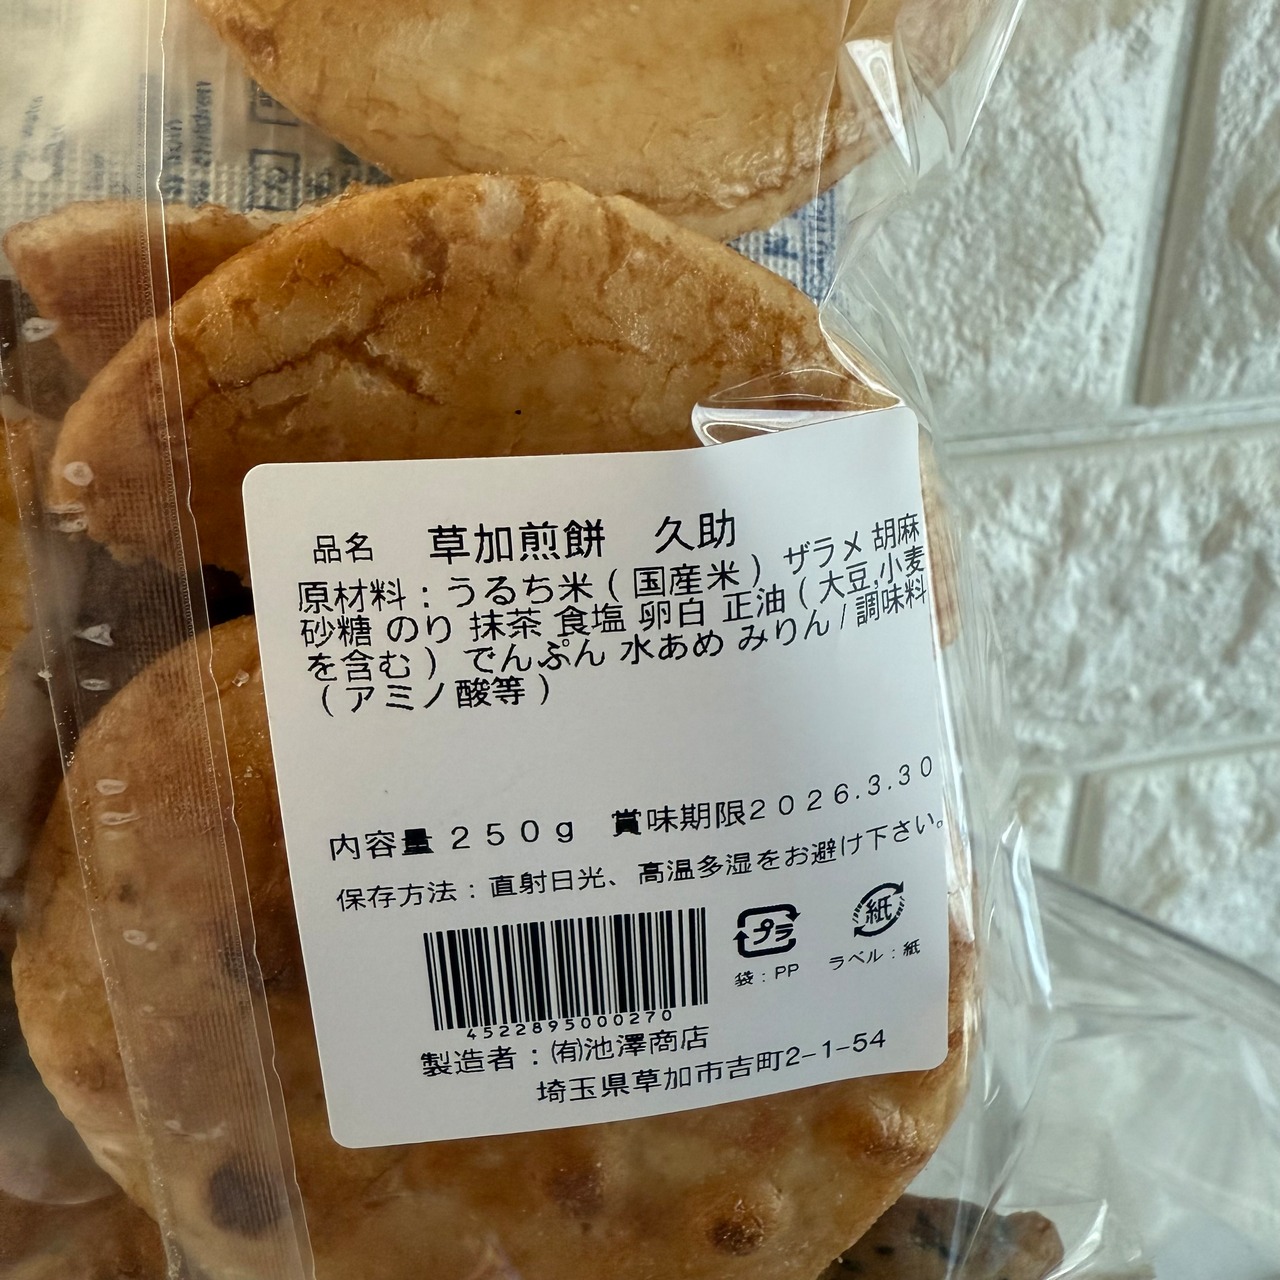 品名 草加煎餅 久助
原材料：うるち米（国産米） ザラメ 胡麻
砂糖 のり 抹茶 食塩 卵白 正油（大豆,小麦
を含む） でんぷん 水あめ みりん / 調味料
（アミノ酸等）
内容量 250g 賞味期限2026.3.30
保存方法：直射日光、高温多湿をお避け下さい。
プラ
紙
袋：PP
ラベル：紙
4522895000270
製造者：㈲池澤商店
埼玉県草加市吉町2-1-54